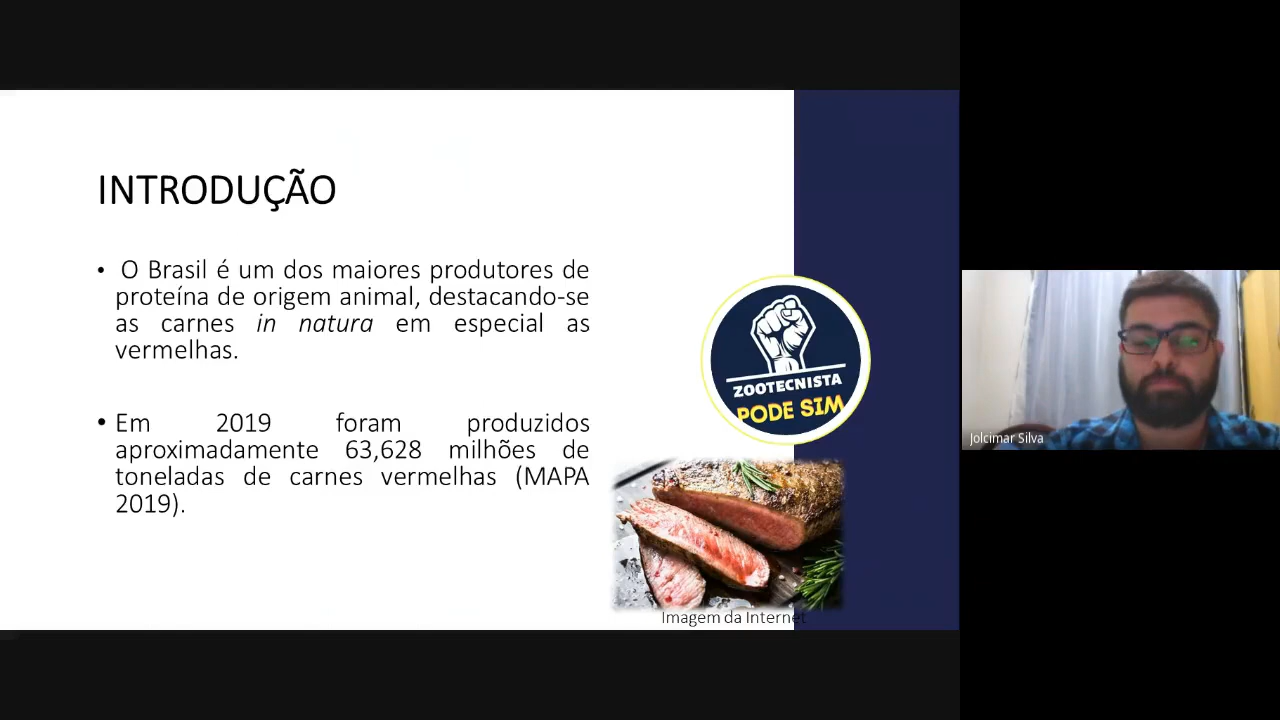 INTRODUÇÃO
• O Brasil é um dos maiores produtores de
proteína de origem animal, destacando-se
as carnes in natura em especial as
vermelhas.
• Em 2019 foram produzidos
aproximadamente 63,628 milhões de
toneladas de carnes vermelhas (MAPA
2019).
ZOOTECNISTA
PODE SIM
Imagem da Internet
Jolcimar Silva